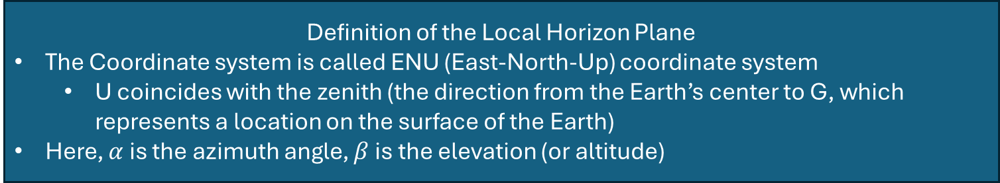 Definition of the Local Horizon Plane
• The Coordinate system is called ENU (East-North-Up) coordinate system
• U coincides with the zenith (the direction from the Earth’s center to G, which
represents a location on the surface of the Earth)
• Here, 𝛼 is the azimuth angle, 𝛽 is the elevation (or altitude)